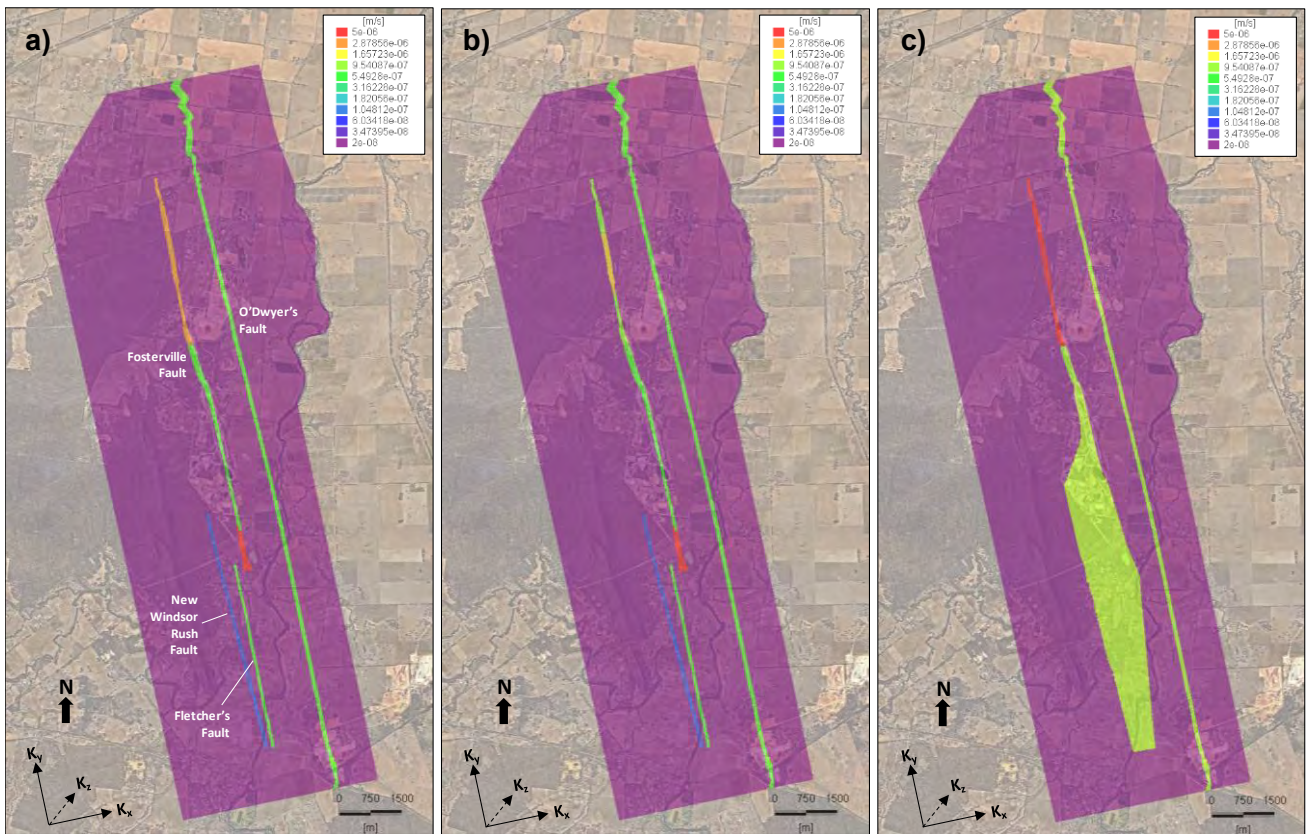 a)
[m/s]
5e-06
2.87856e-06
1.65723e-06
9.54087e-07
5.4928e-07
3.16228e-07
1.82056e-07
1.04812e-07
6.03418e-08
3.47395e-08
2e-08
O'Dwyer's
Fault
Fosterville
Fault
New
Windsor
Rush
Fault
Fletcher's
Fault
N
Ky
Kz
Kx
0 750 1500
[m]
b)
[m/s]
5e-06
2.87856e-06
1.65723e-06
9.54087e-07
5.4928e-07
3.16228e-07
1.82056e-07
1.04812e-07
6.03418e-08
3.47395e-08
2e-08
N
Ky
Kz
Kx
0 750 1500
[m]
c)
[m/s]
5e-06
2.87856e-06
1.65723e-06
9.54087e-07
5.4928e-07
3.16228e-07
1.82056e-07
1.04812e-07
6.03418e-08
3.47395e-08
2e-08
N
Ky
Kz
Kx
0 750 1500
[m]